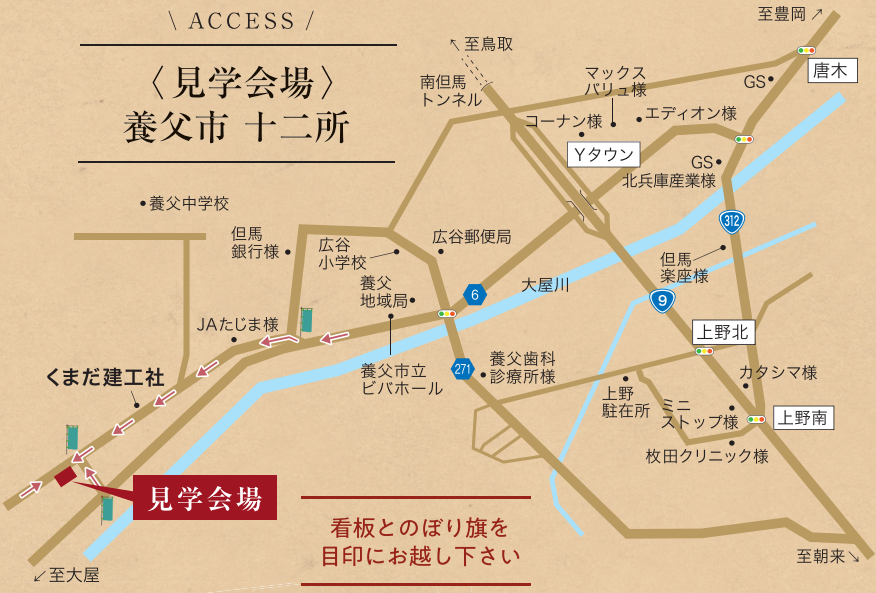 \ ACCESS /
〈見学会場〉
養父市 十二所
至豊岡↗
↖至鳥取
唐木
GS
南但馬
トンネル
マックス
バリュ様
コーナン様
エディオン様
Yタウン
GS
北兵庫産業様
養父中学校
312
但馬
銀行様
広谷
小学校
広谷郵便局
但馬
楽座様
養父
地域局
6
大屋川
9
JAたじま様
上野北
養父市立
ビバホール
271
養父歯科
診療所様
くまだ建工社
カタシマ様
上野
駐在所
ミニ
ストップ様
上野南
枚田クリニック様
見学会場
看板とのぼり旗を
目印にお越し下さい
至朝来↘
↙至大屋